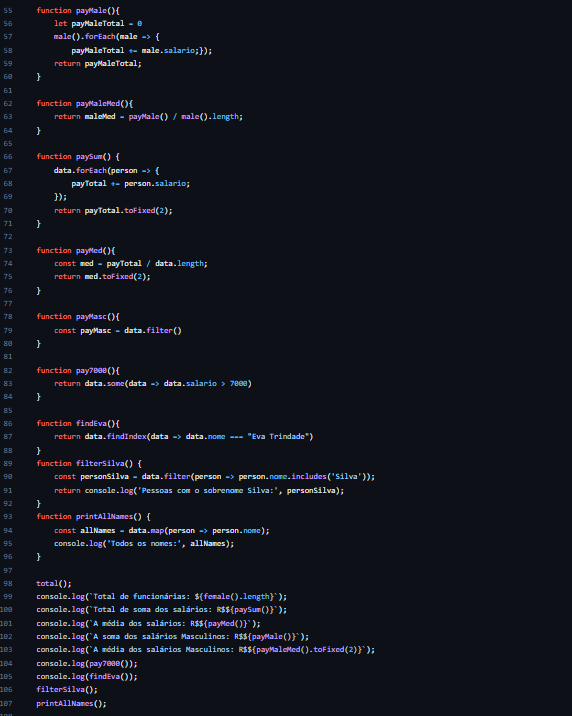 55 function payMale(){
56 let payMaleTotal = 0
57 male().forEach(male => {
58 payMaleTotal += male.salario;});
59 return payMaleTotal;
60 }
61
62 function payMaleMed(){
63 return maleMed = payMale() / male().length;
64 }
65
66 function paySum() {
67 data.forEach(person => {
68 payTotal += person.salario;
69 });
70 return payTotal.toFixed(2);
71 }
72
73 function payMed(){
74 const med = payTotal / data.length;
75 return med.toFixed(2);
76 }
77
78 function payMasc(){
79 const payMasc = data.filter()
80 }
81
82 function pay7000(){
83 return data.some(data => data.salario > 7000)
84 }
85
86 function findEva(){
87 return data.findIndex(data => data.nome === "Eva Trindade")
88 }
89 function filterSilva() {
90 const personSilva = data.filter(person => person.nome.includes('Silva'));
91 return console.log('Pessoas com o sobrenome Silva:', personSilva);
92 }
93 function printAllNames() {
94 const allNames = data.map(person => person.nome);
95 console.log('Todos os nomes:', allNames);
96 }
97
98 total();
99 console.log(`Total de funcionárias: ${female().length}`);
100 console.log(`Total de soma dos salários: R$${paySum()}`);
101 console.log(`A média dos salários: R$${payMed()}`);
102 console.log(`A soma dos salários Masculinos: R$${payMale()}`);
103 console.log(`A média dos salários Masculinos: R$${payMaleMed().toFixed(2)}`);
104 console.log(pay7000());
105 console.log(findEva());
106 filterSilva();
107 printAllNames();